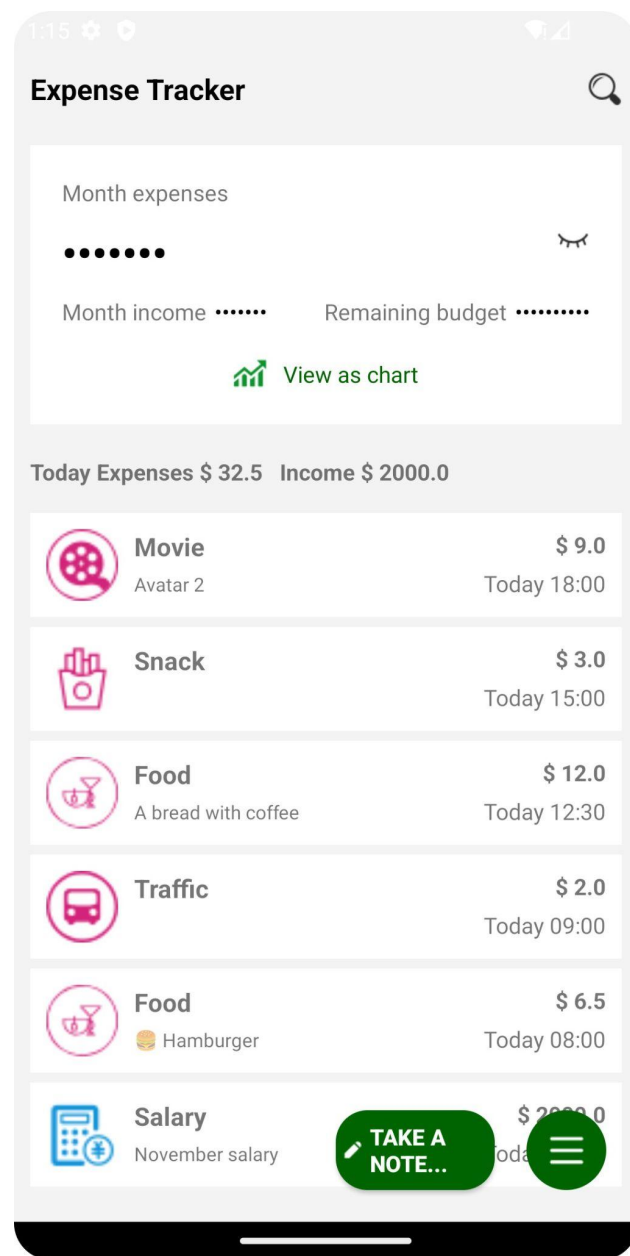 1:15
Expense Tracker
Month expenses
•••••••
Month income ••••••• Remaining budget ••••••••••
View as chart
Today Expenses $ 32.5 Income $ 2000.0
Movie $ 9.0
Avatar 2 Today 18:00
Snack $ 3.0
Today 15:00
Food $ 12.0
A bread with coffee Today 12:30
Traffic $ 2.0
Today 09:00
Food $ 6.5
🍔 Hamburger Today 08:00
Salary $
November salary
TAKE A
NOTE...